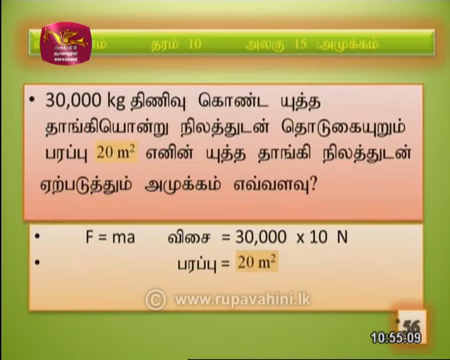 தரம் 10 அலகு 15 :அமுக்கம்
• 30,000 kg திணிவு கொண்ட யுத்த
தாங்கியொன்று நிலத்துடன் தொடுகையுறும்
பரப்பு 20 m² எனின் யுத்த தாங்கி நிலத்துடன்
ஏற்படுத்தும் அமுக்கம் எவ்வளவு?
• F = ma விசை = 30,000 x 10 N
• பரப்பு = 20 m²
© www.rupavahini.lk
56
10:55:09